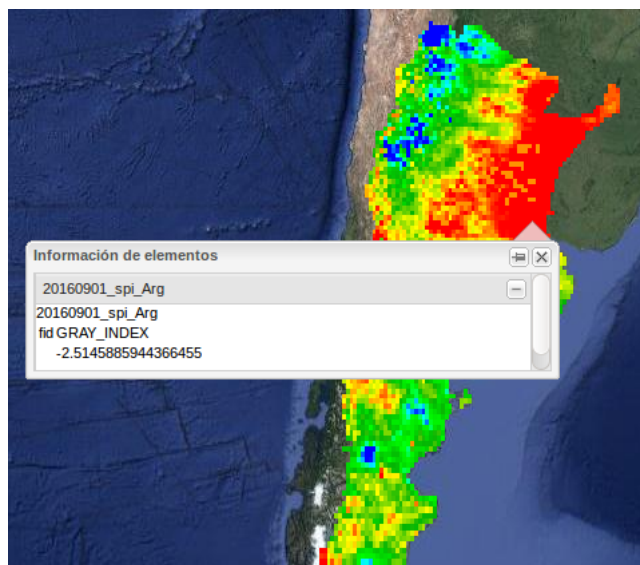 Información de elementos
20160901_spi_Arg
20160901_spi_Arg
fid GRAY_INDEX
-2.5145885944366455